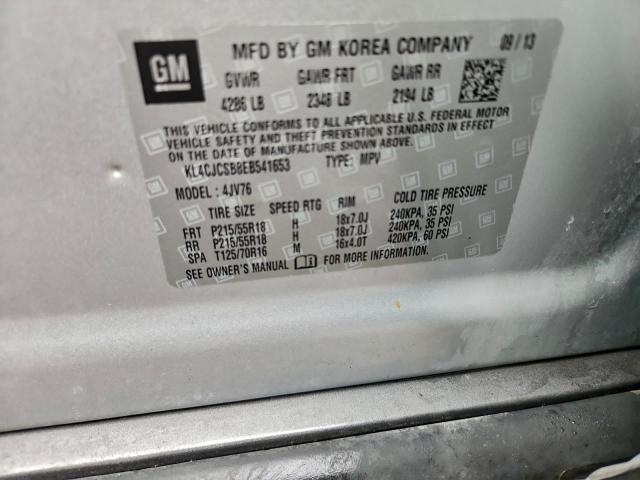 GM
MFD BY GM KOREA COMPANY 09/13
GVWR GAWR FRT GAWR RR
4286 LB 2348 LB 2194 LB
THIS VEHICLE CONFORMS TO ALL APPLICABLE U.S. FEDERAL MOTOR
VEHICLE SAFETY AND THEFT PREVENTION STANDARDS IN EFFECT
ON THE DATE OF MANUFACTURE SHOWN ABOVE.
KL4CJCSB8EB541653 TYPE: MPV
MODEL: 4JV76
TIRE SIZE SPEED RTG RIM COLD TIRE PRESSURE
FRT P215/55R18 H 18x7.0J 240KPA, 35 PSI
RR P215/55R18 H 18x7.0J 240KPA, 35 PSI
SPA T125/70R16 M 16x4.0T 420KPA, 60 PSI
SEE OWNER'S MANUAL FOR MORE INFORMATION.